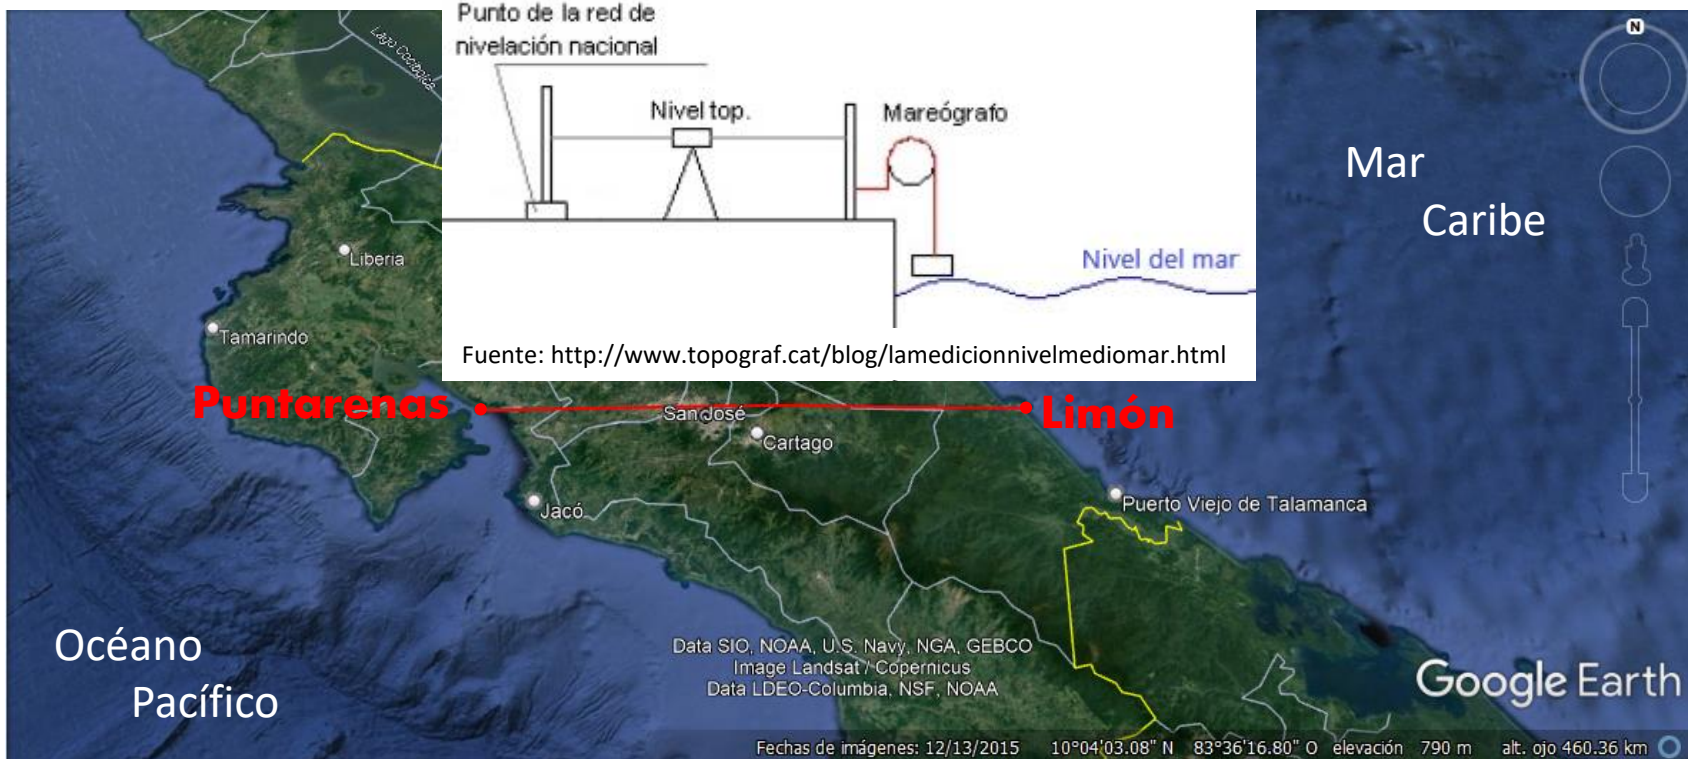 Punto de la red de
nivelación nacional
Nivel top.
Mareógrafo
Nivel del mar
Fuente: http://www.topograf.cat/blog/lamedicionnivelmediomar.html
Lago Cocibolca
N
Mar
Caribe
Liberia
Tamarindo
Puntarenas
San José
Limón
Cartago
Jacó
Puerto Viejo de Talamanca
Océano
Pacífico
Data SIO, NOAA, U.S. Navy, NGA, GEBCO
Image Landsat / Copernicus
Data LDEO-Columbia, NSF, NOAA
Google Earth
Fechas de imágenes: 12/13/2015 10°04'03.08" N 83°36'16.80" O elevación 790 m alt. ojo 460.36 km